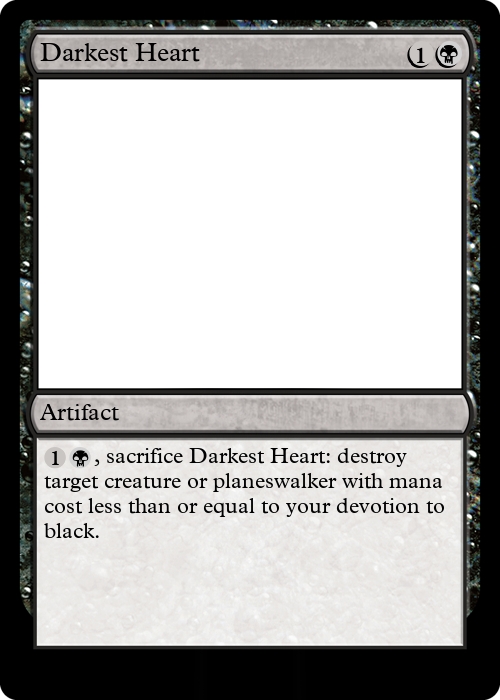 Darkest Heart 1
Artifact
1 , sacrifice Darkest Heart: destroy
target creature or planeswalker with mana
cost less than or equal to your devotion to
black.